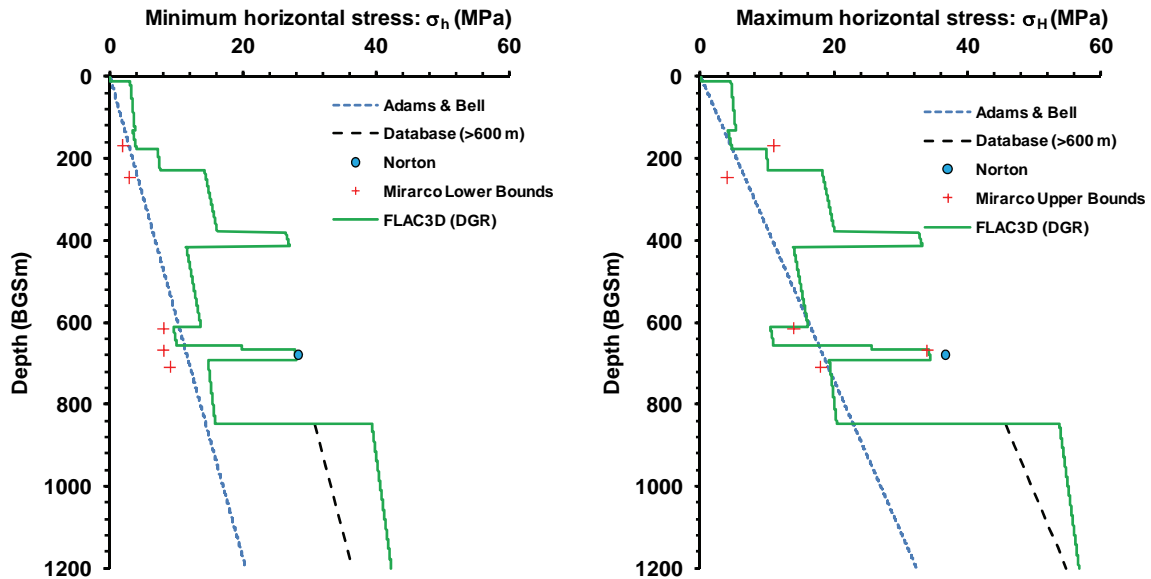 Minimum horizontal stress: σh (MPa)
0 20 40 60
0
200
400
600
800
1000
1200
Depth (BGSm)
Adams & Bell
Database (>600 m)
Norton
Mirarco Lower Bounds
FLAC3D (DGR)
Maximum horizontal stress: σH (MPa)
0 20 40 60
0
200
400
600
800
1000
1200
Depth (BGSm)
Adams & Bell
Database (>600 m)
Norton
Mirarco Upper Bounds
FLAC3D (DGR)